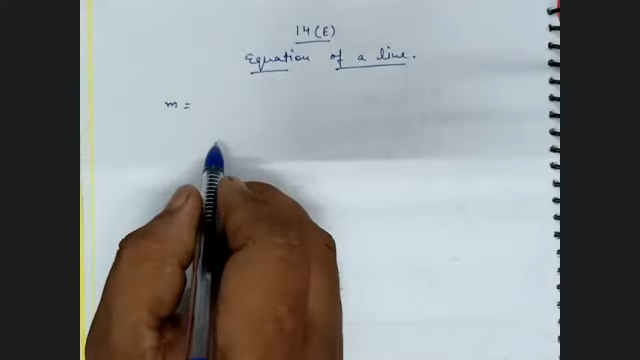 14(E)
Equation of a line.
m =